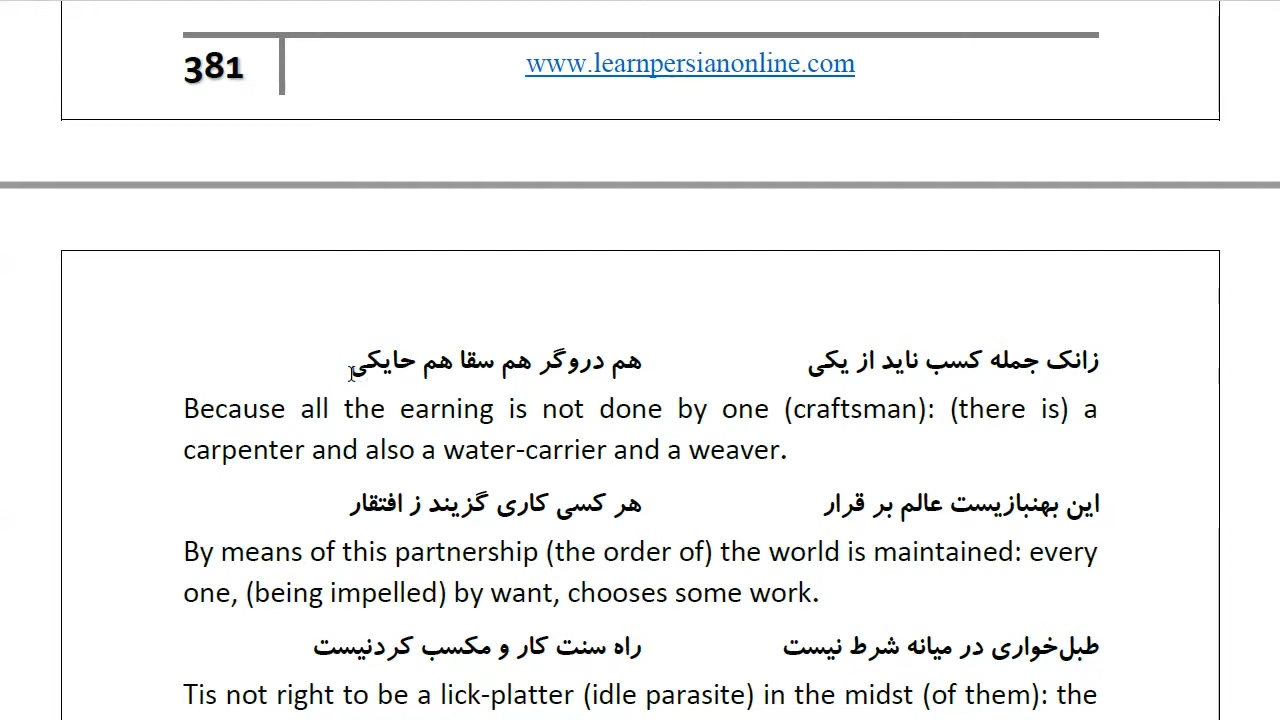 381 www.learnpersianonline.com
زانک جمله کسب ناید از یکی هم دروگر هم سقا هم حایکی
Because all the earning is not done by one (craftsman): (there is) a
carpenter and also a water-carrier and a weaver.
این بهنبازیست عالم بر قرار هر کسی کاری گزیند ز افتقار
By means of this partnership (the order of) the world is maintained: every
one, (being impelled) by want, chooses some work.
طبل‌خواری در میانه شرط نیست راه سنت کار و مکسب کردنیست
Tis not right to be a lick-platter (idle parasite) in the midst (of them): the